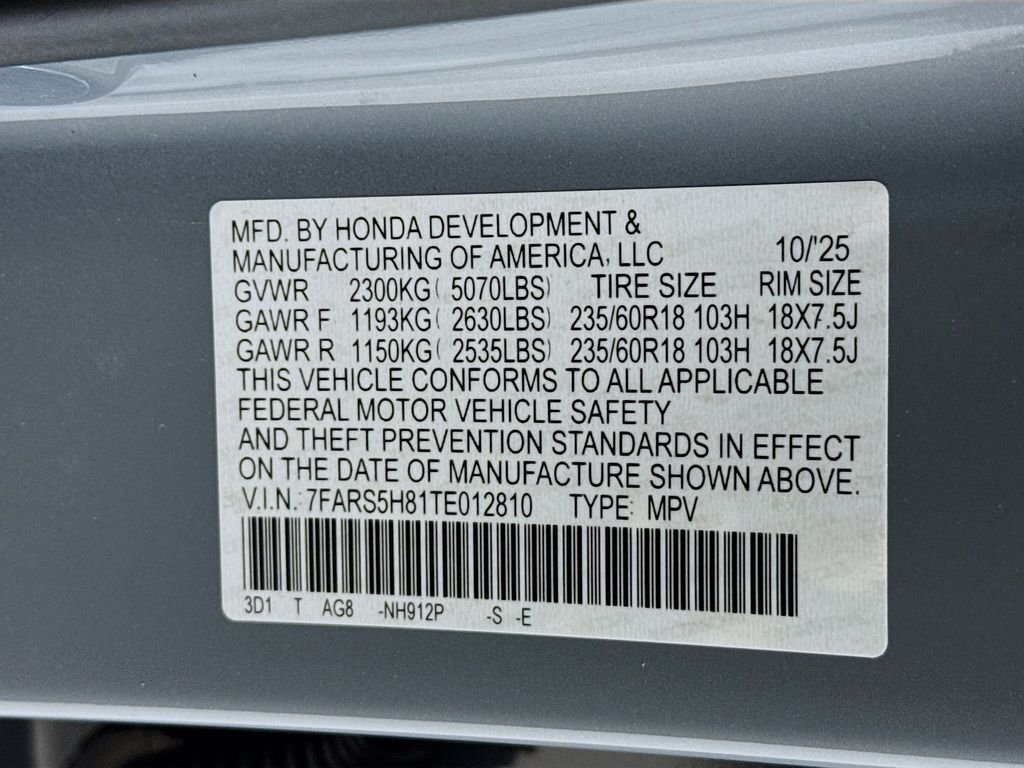 MFD. BY HONDA DEVELOPMENT &
MANUFACTURING OF AMERICA, LLC 10/'25
GVWR 2300KG( 5070LBS) TIRE SIZE RIM SIZE
GAWR F 1193KG( 2630LBS) 235/60R18 103H 18X7.5J
GAWR R 1150KG( 2535LBS) 235/60R18 103H 18X7.5J
THIS VEHICLE CONFORMS TO ALL APPLICABLE
FEDERAL MOTOR VEHICLE SAFETY
AND THEFT PREVENTION STANDARDS IN EFFECT
ON THE DATE OF MANUFACTURE SHOWN ABOVE.
V.I.N.: 7FARS5H81TE012810 TYPE: MPV
3D1 T AG8 -NH912P -S -E